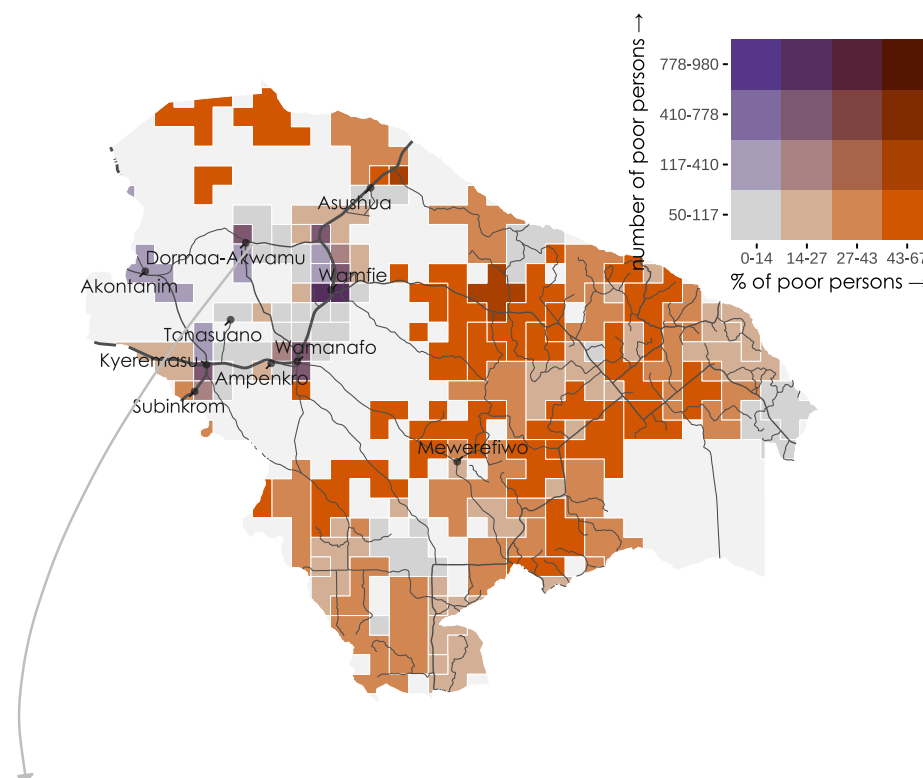 number of poor persons →
778-980
410-778
117-410
50-117
0-14 14-27 27-43 43-67
% of poor persons →
Asushua
Dormaa-Akwamu
Akontanim
Wamfie
Tonasuano
Wamanafo
Kyeremasu
Ampenkro
Subinkrom
Mewerefiwo